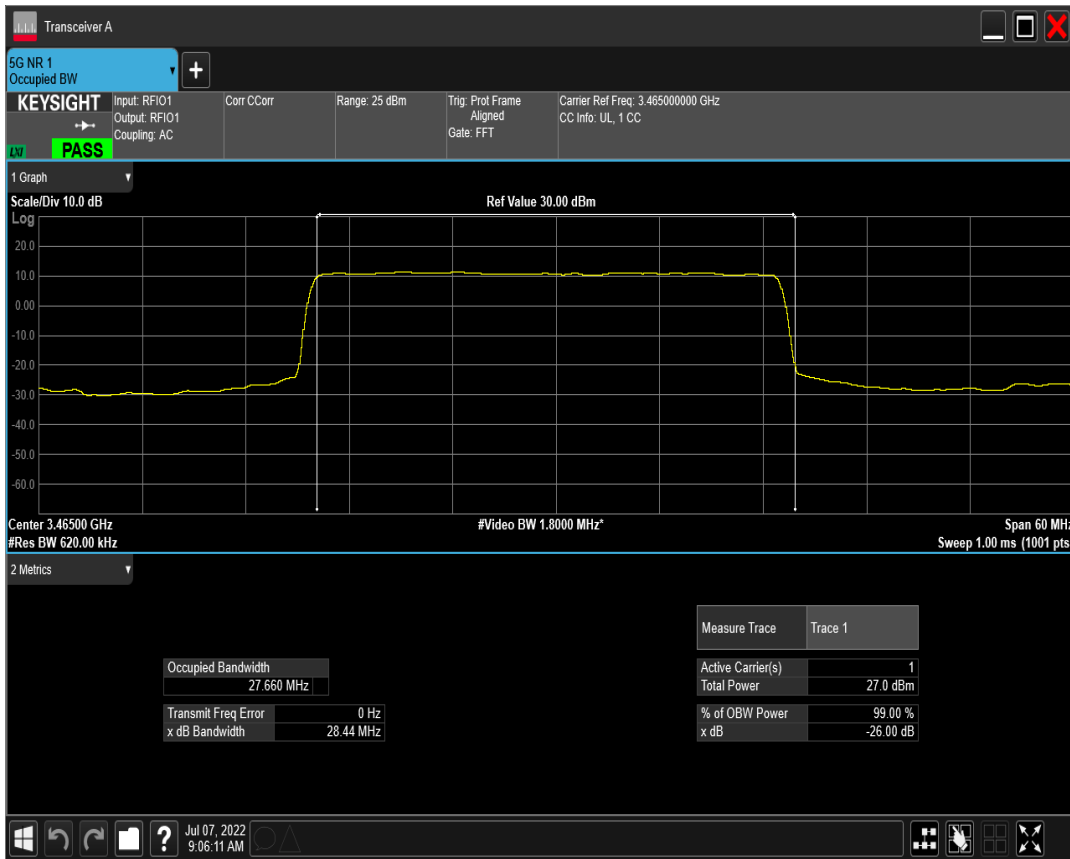 Transceiver A
5G NR 1
Occupied BW
+
KEYSIGHT
Input: RFIO1
Output: RFIO1
Coupling: AC
Corr CCorr
Range: 25 dBm
Trig: Prot Frame
Aligned
Gate: FFT
Carrier Ref Freq: 3.465000000 GHz
CC Info: UL, 1 CC
LXI
PASS
1 Graph
Scale/Div 10.0 dB
Ref Value 30.00 dBm
Log
20.0
10.0
0.00
-10.0
-20.0
-30.0
-40.0
-50.0
-60.0
Center 3.46500 GHz
#Video BW 1.8000 MHz*
Span 60 MHz
#Res BW 620.00 kHz
Sweep 1.00 ms (1001 pts
2 Metrics
Measure Trace
Trace 1
Occupied Bandwidth
27.660 MHz
Active Carrier(s)
1
Total Power
27.0 dBm
Transmit Freq Error
0 Hz
% of OBW Power
99.00 %
x dB Bandwidth
28.44 MHz
x dB
-26.00 dB
?
Jul 07, 2022
9:06:11 AM